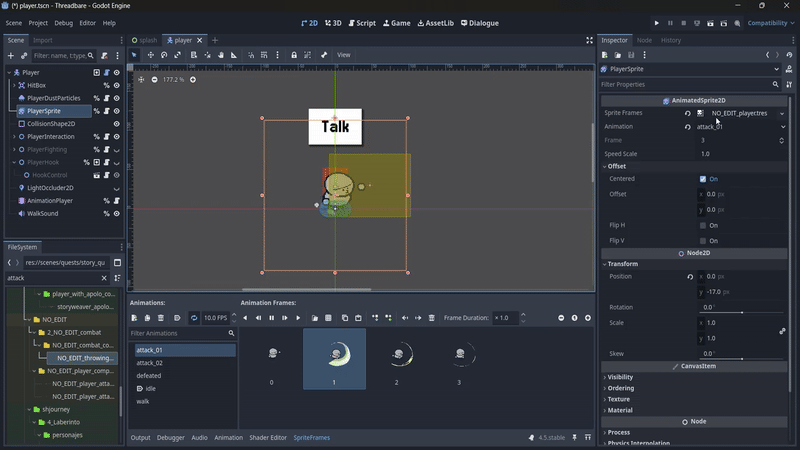 (*) player.tscn - Threadbare - Godot Engine
Scene Project Debug Editor Help
2D 3D Script Game AssetLib Dialogue
Compatibility
Scene Import
Filter: name, t:type,
Player
HitBox
PlayerDustParticles
PlayerSprite
CollisionShape2D
PlayerInteraction
PlayerFighting
PlayerHook
HookControl
LightOccluder2D
AnimationPlayer
WalkSound
FileSystem
res://scenes/quests/story_qu
attack
player_with_apolo_co...
storyweaver_apolo...
NO_EDIT
2_NO_EDIT_combat
NO_EDIT_combat_co...
NO_EDIT_throwing...
NO_EDIT_player_comp...
NO_EDIT_player_atta...
NO_EDIT_player_atta...
shjourney
4_Laberinto
personajes
splash player
View
177.2 %
Talk
Animations:
10.0 FPS
Filter Animations
attack_01
attack_02
defeated
idle
walk
Animation Frames:
Frame Duration: × 1.0
0 1 2 3
Output Debugger Audio Animation Shader Editor SpriteFrames
4.5.stable
Inspector Node History
PlayerSprite
Filter Properties
AnimatedSprite2D
Sprite Frames NO_EDIT_player.tres
Animation attack_01
Frame 3
Speed Scale 1.0
Offset
Centered On
Offset x 0.0 px
y 0.0 px
Flip H On
Flip V On
Node2D
Transform
Position x 0.0 px
y -17.0 px
Rotation 0.0 °
Scale x 1.0
y 1.0
Skew 0.0 °
CanvasItem
Visibility
Ordering
Texture
Material
Node
Process
Physics Interpolation